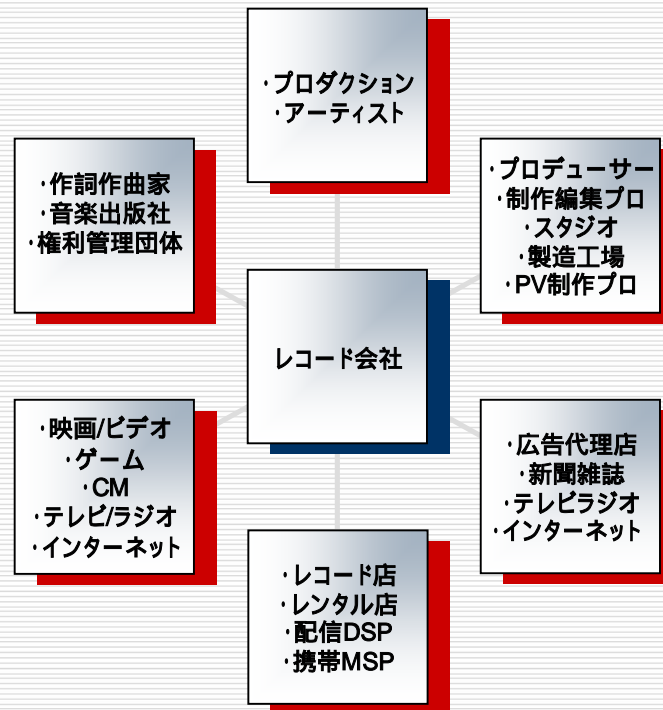 ・プロダクション
・アーティスト
・作詞作曲家
・音楽出版社
・権利管理団体
・プロデューサー
・制作編集プロ
・スタジオ
・製造工場
・PV制作プロ
レコード会社
・映画/ビデオ
・ゲーム
・CM
・テレビ/ラジオ
・インターネット
・広告代理店
・新聞雑誌
・テレビラジオ
・インターネット
・レコード店
・レンタル店
・配信DSP
・携帯MSP